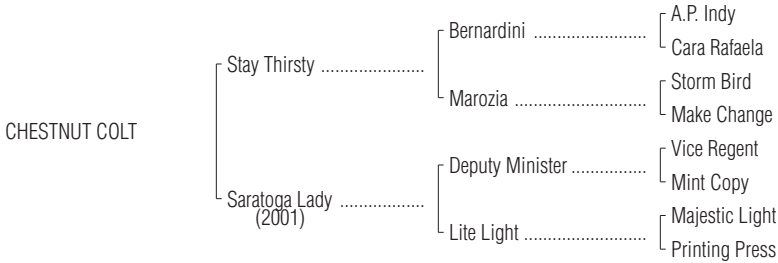 A.P. Indy
Bernardini ........................
Cara Rafaela
Stay Thirsty ......................
Storm Bird
Marozia ............................
Make Change
CHESTNUT COLT
Vice Regent
Deputy Minister ................
Mint Copy
Saratoga Lady ..................
(2001)
Majestic Light
Lite Light ..........................
Printing Press